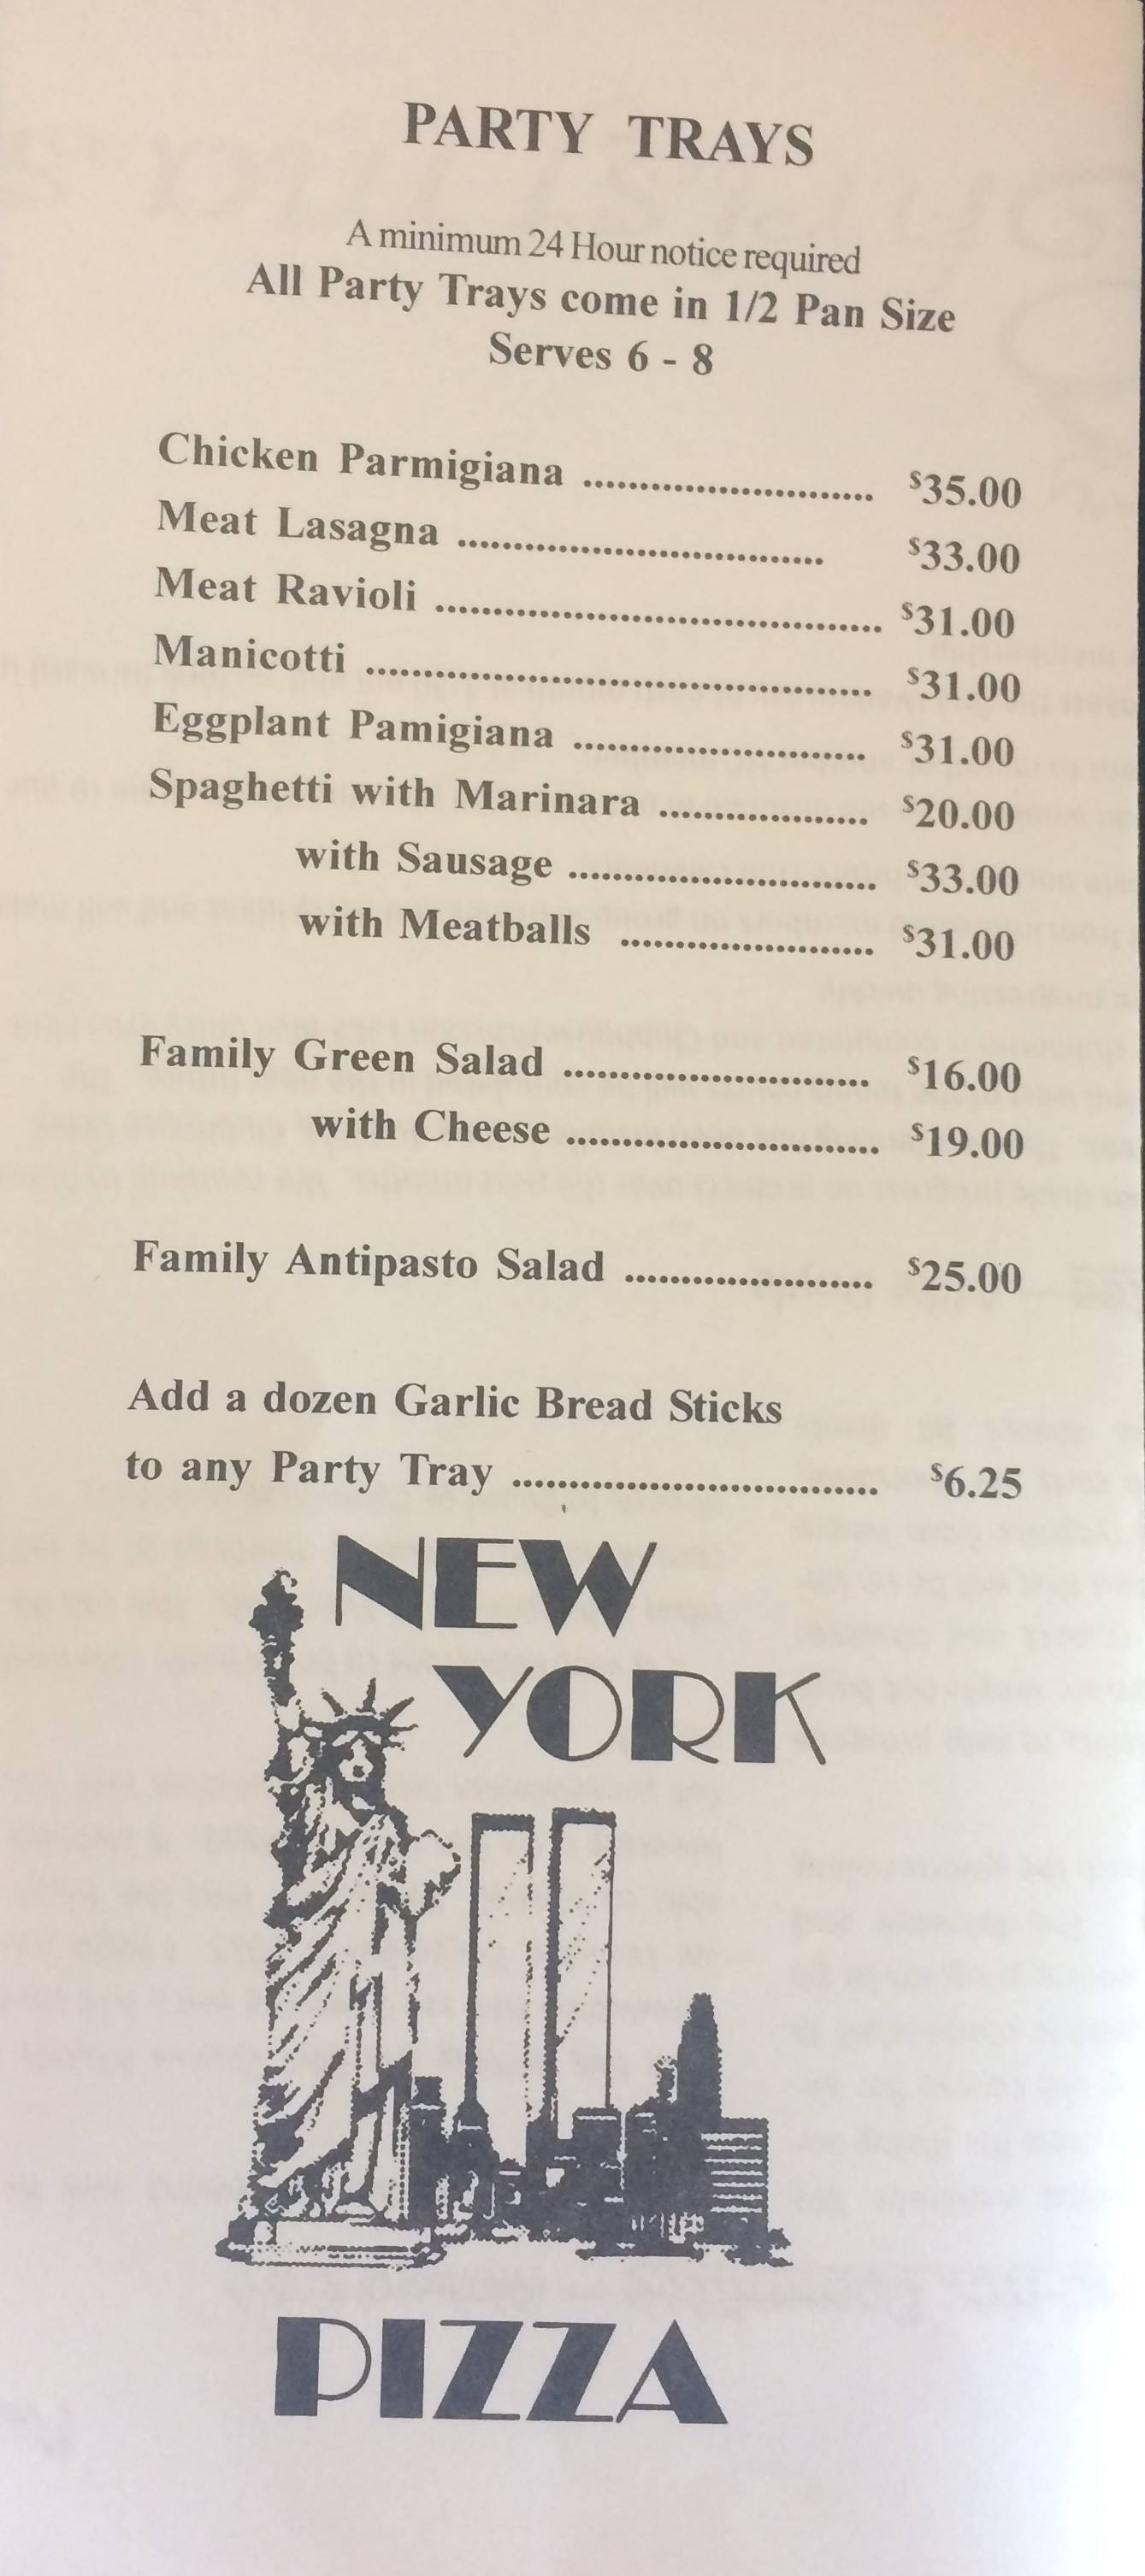 PARTY TRAYS
A minimum 24 Hour notice required
All Party Trays come in 1/2 Pan Size
Serves 6 - 8
Chicken Parmigiana .......................... $35.00
Meat Lasagna ................................ $33.00
Meat Ravioli ....................................... $31.00
Manicotti ............................................ $31.00
Eggplant Pamigiana .......................... $31.00
Spaghetti with Marinara ................... $20.00
with Sausage ........................... $33.00
with Meatballs ....................... $31.00
Family Green Salad ........................... $16.00
with Cheese ............................ $19.00
Family Antipasto Salad ...................... $25.00
Add a dozen Garlic Bread Sticks
to any Party Tray ................................ $6.25
NEW
YORK
PIZZA